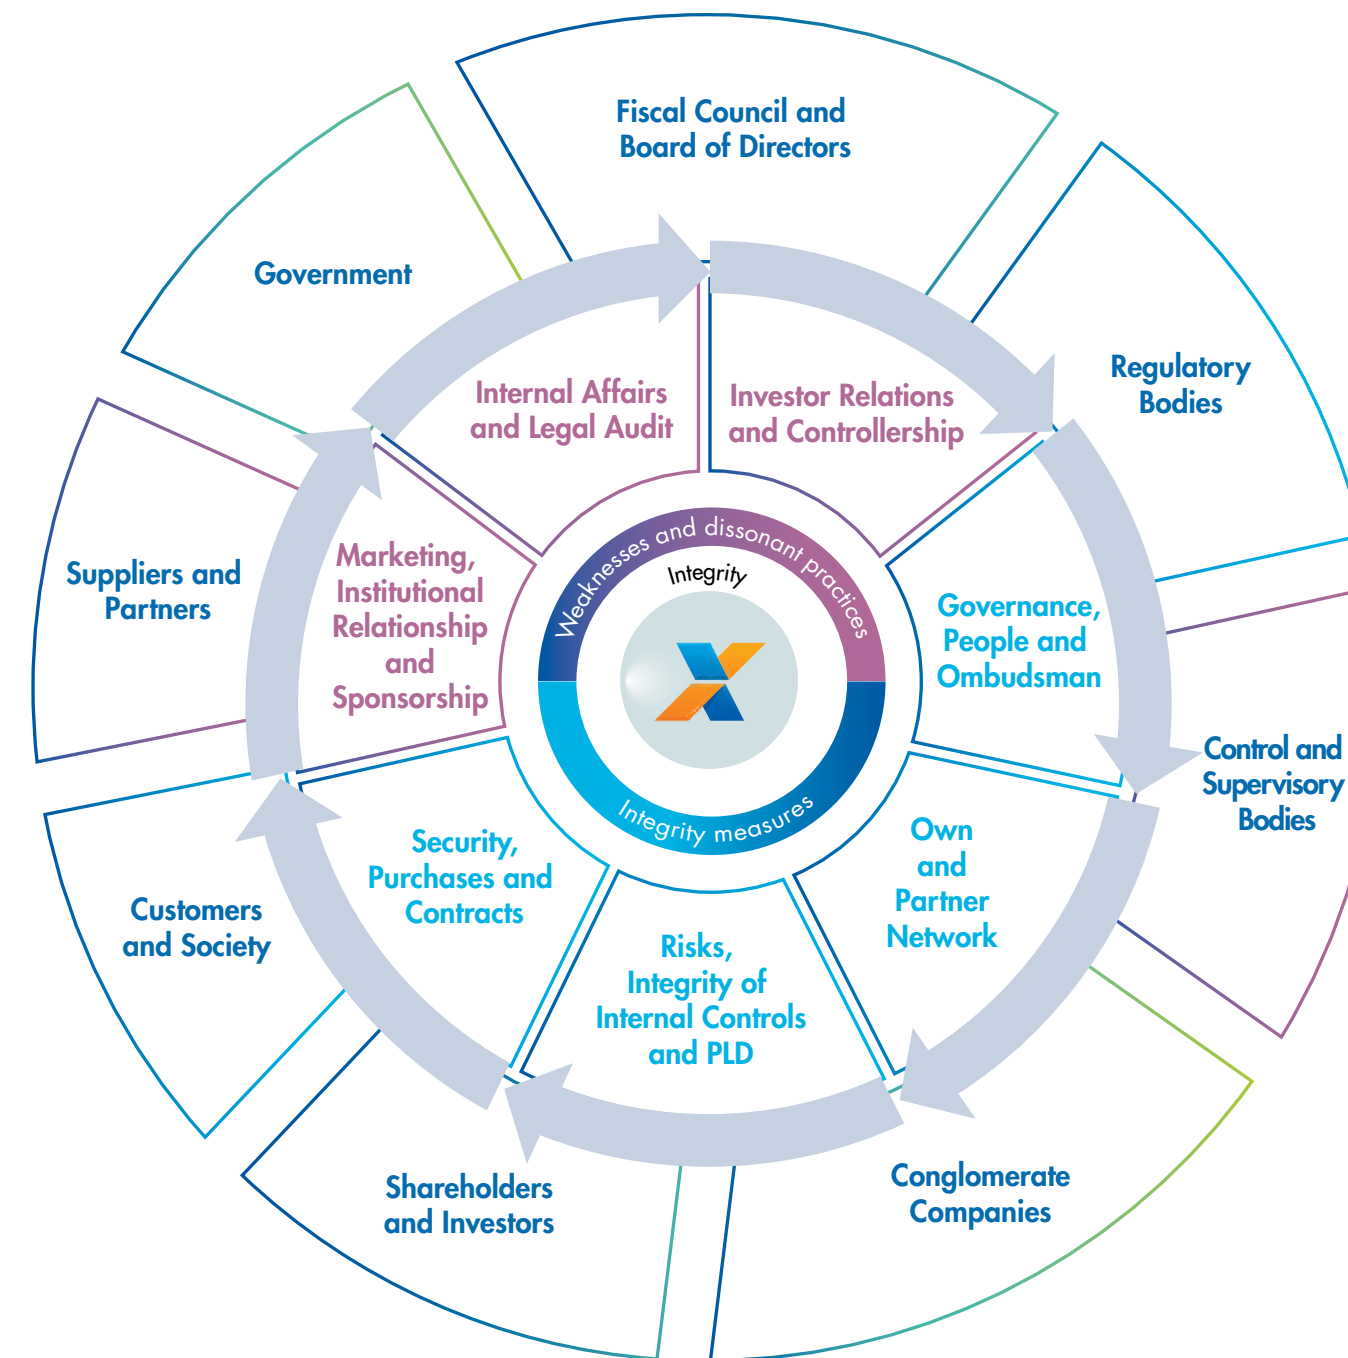 Fiscal Council and
Board of Directors
Government
Regulatory
Bodies
Internal Affairs
and Legal Audit
Investor Relations
and Controllership
Weaknesses and dissonant practices
Integrity
Suppliers and
Partners
Marketing,
Institutional
Relationship
and
Sponsorship
Governance,
People and
Ombudsman
Control and
Supervisory
Bodies
Integrity measures
Security,
Purchases and
Contracts
Own
and
Partner
Network
Customers
and Society
Risks,
Integrity of
Internal Controls
and PLD
Shareholders
and Investors
Conglomerate
Companies